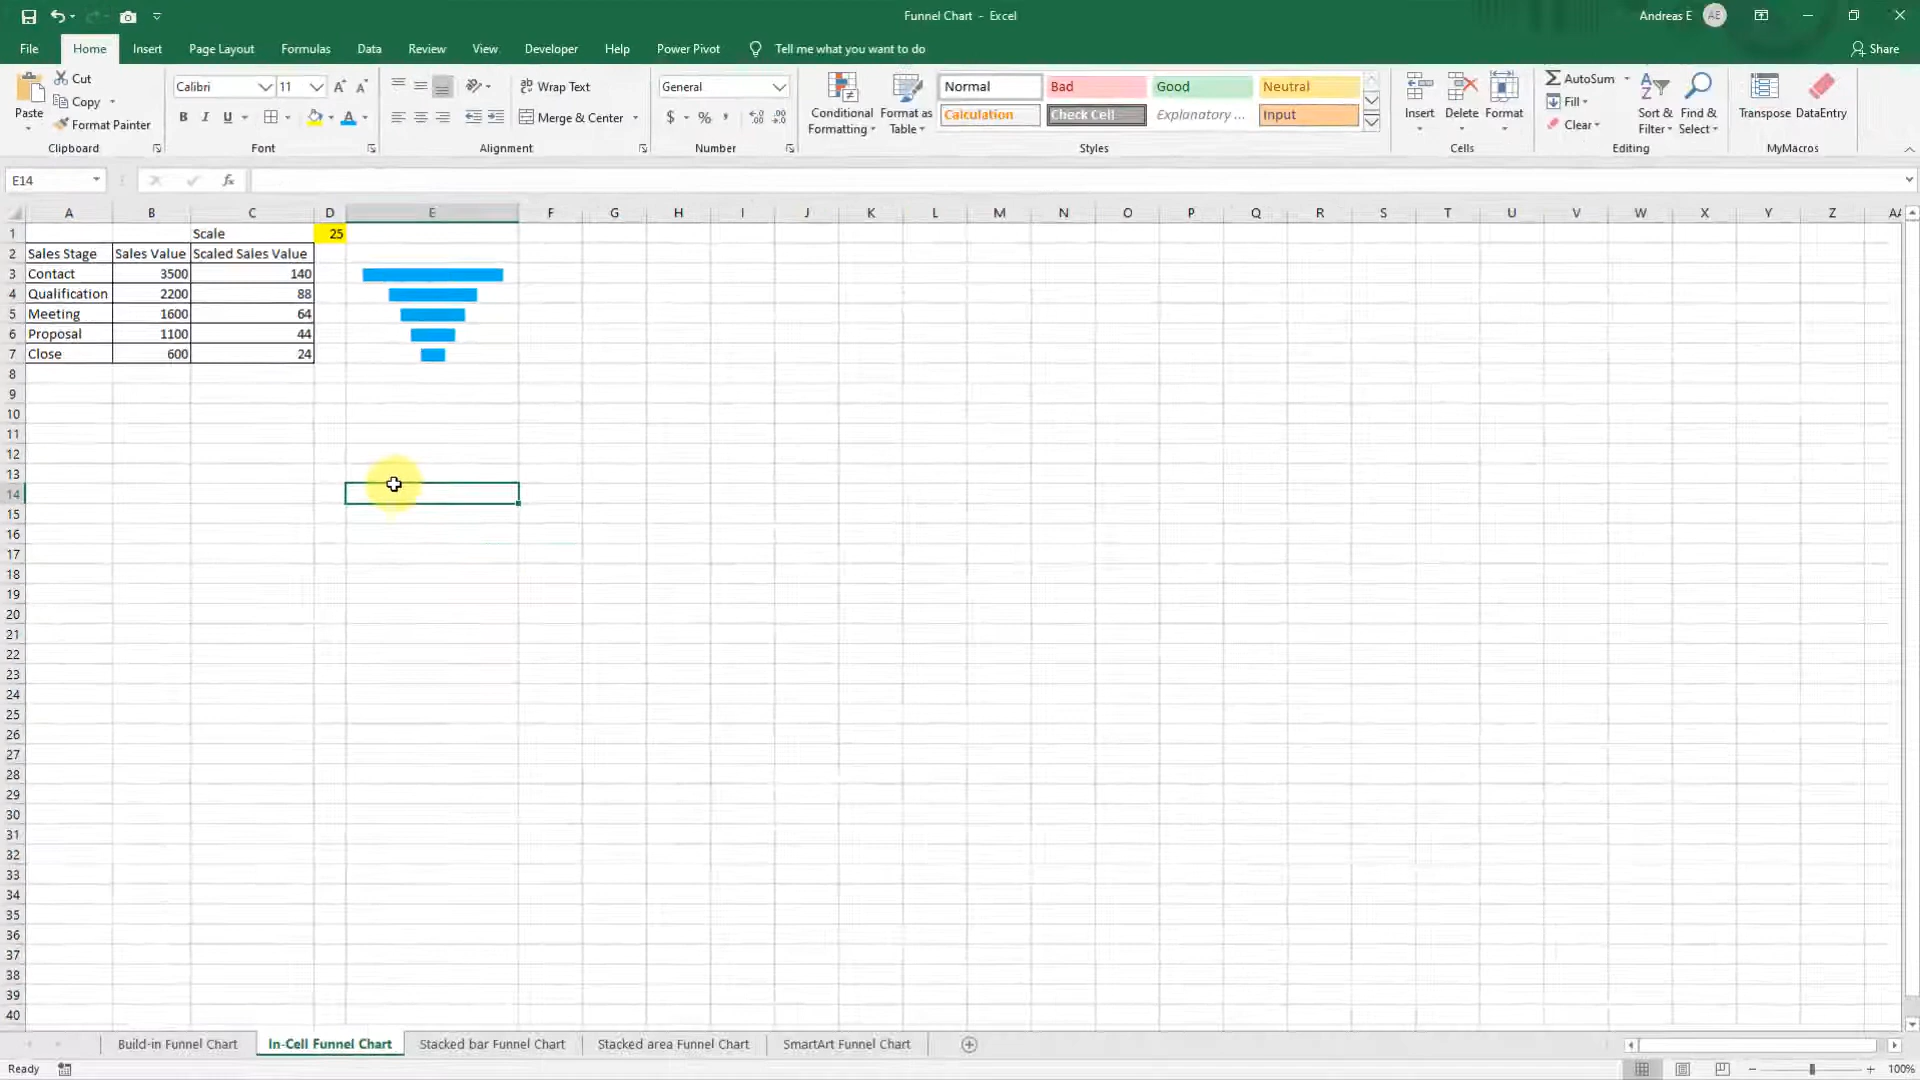 Funnel Chart - Excel
Andreas E AE
File Home Insert Page Layout Formulas Data Review View Developer Help Power Pivot Tell me what you want to do Share
Paste
Cut
Copy
Format Painter
Clipboard
Calibri 11 A A
B I U A
Font
ab Wrap Text
Merge & Center
Alignment
General
$ % ,
Number
Conditional Formatting
Format as Table
Normal Bad Good Neutral
Calculation Check Cell Explanatory ... Input
Styles
Insert Delete Format
Cells
AutoSum
Fill
Clear
Sort & Filter
Find & Select
Editing
Transpose DataEntry
MyMacros
E14 fx
A B C D E F G H I J K L M N O P Q R S T U V W X Y Z AA
1 Scale 25
2 Sales Stage Sales Value Scaled Sales Value
3 Contact 3500 140
4 Qualification 2200 88
5 Meeting 1600 64
6 Proposal 1100 44
7 Close 600 24
8
9
10
11
12
13
14
15
16
17
18
19
20
21
22
23
24
25
26
27
28
29
30
31
32
33
34
35
36
37
38
39
40
Build-in Funnel Chart In-Cell Funnel Chart Stacked bar Funnel Chart Stacked area Funnel Chart SmartArt Funnel Chart
Ready 100%